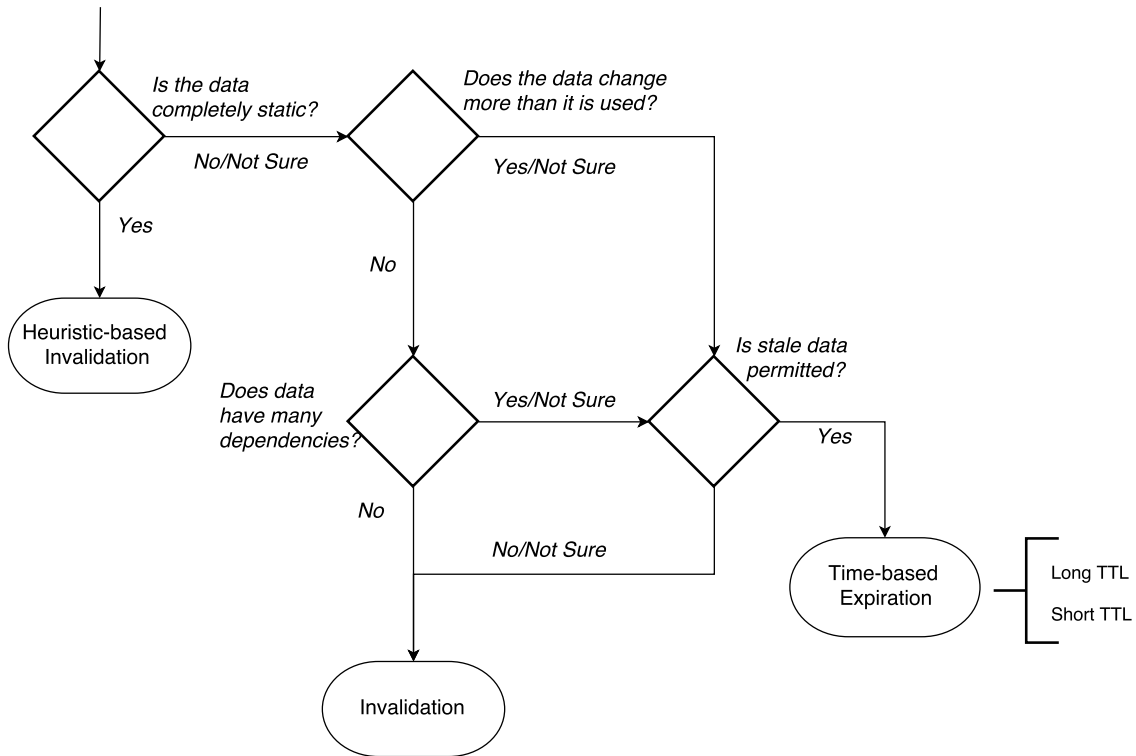 Is the data
completely static?
No/Not Sure
Yes
Heuristic-based
Invalidation
Does the data change
more than it is used?
Yes/Not Sure
No
Does data
have many
dependencies?
Yes/Not Sure
No
Is stale data
permitted?
Yes
No/Not Sure
Time-based
Expiration
Long TTL
Short TTL
Invalidation